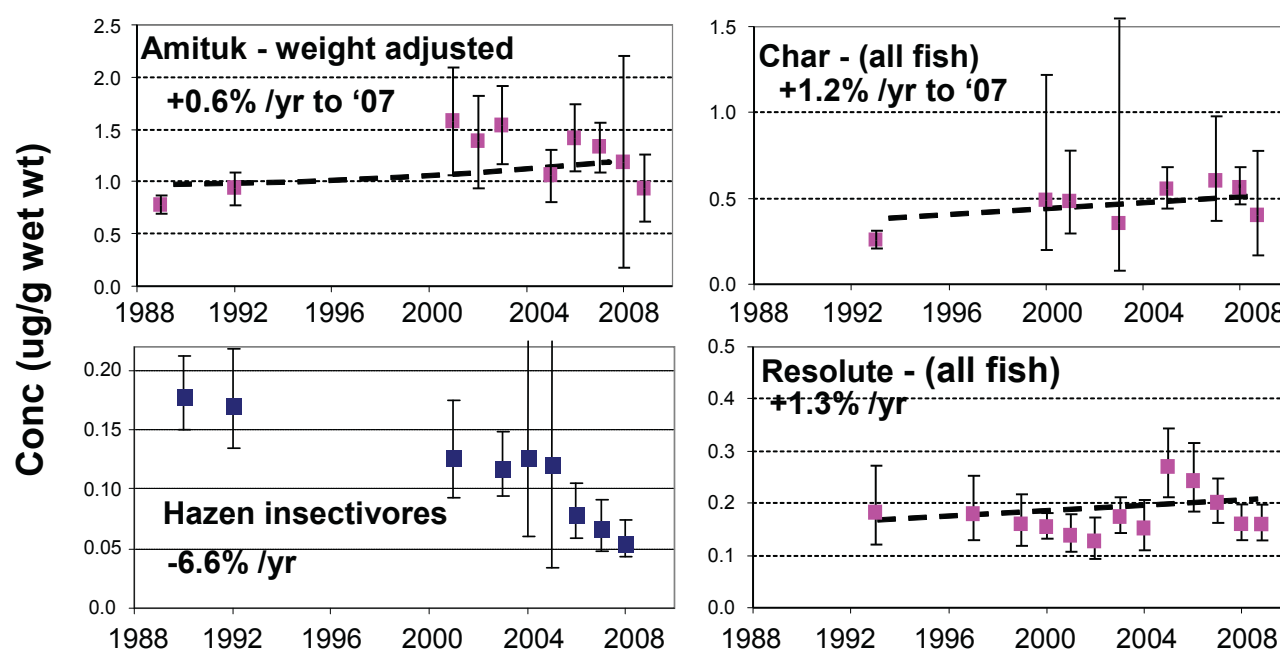 Conc (ug/g wet wt)
Amituk - weight adjusted
+0.6% /yr to ‘07
2.5
2.0
1.5
1.0
0.5
0.0
1988 1992 1996 2000 2004 2008
Char - (all fish)
+1.2% /yr to ‘07
1.5
1.0
0.5
0.0
1988 1992 1996 2000 2004 2008
Hazen insectivores
-6.6% /yr
0.20
0.15
0.10
0.05
0.0
1988 1992 1996 2000 2004 2008
Resolute - (all fish)
+1.3% /yr
0.5
0.4
0.3
0.2
0.1
0.0
1988 1992 1996 2000 2004 2008